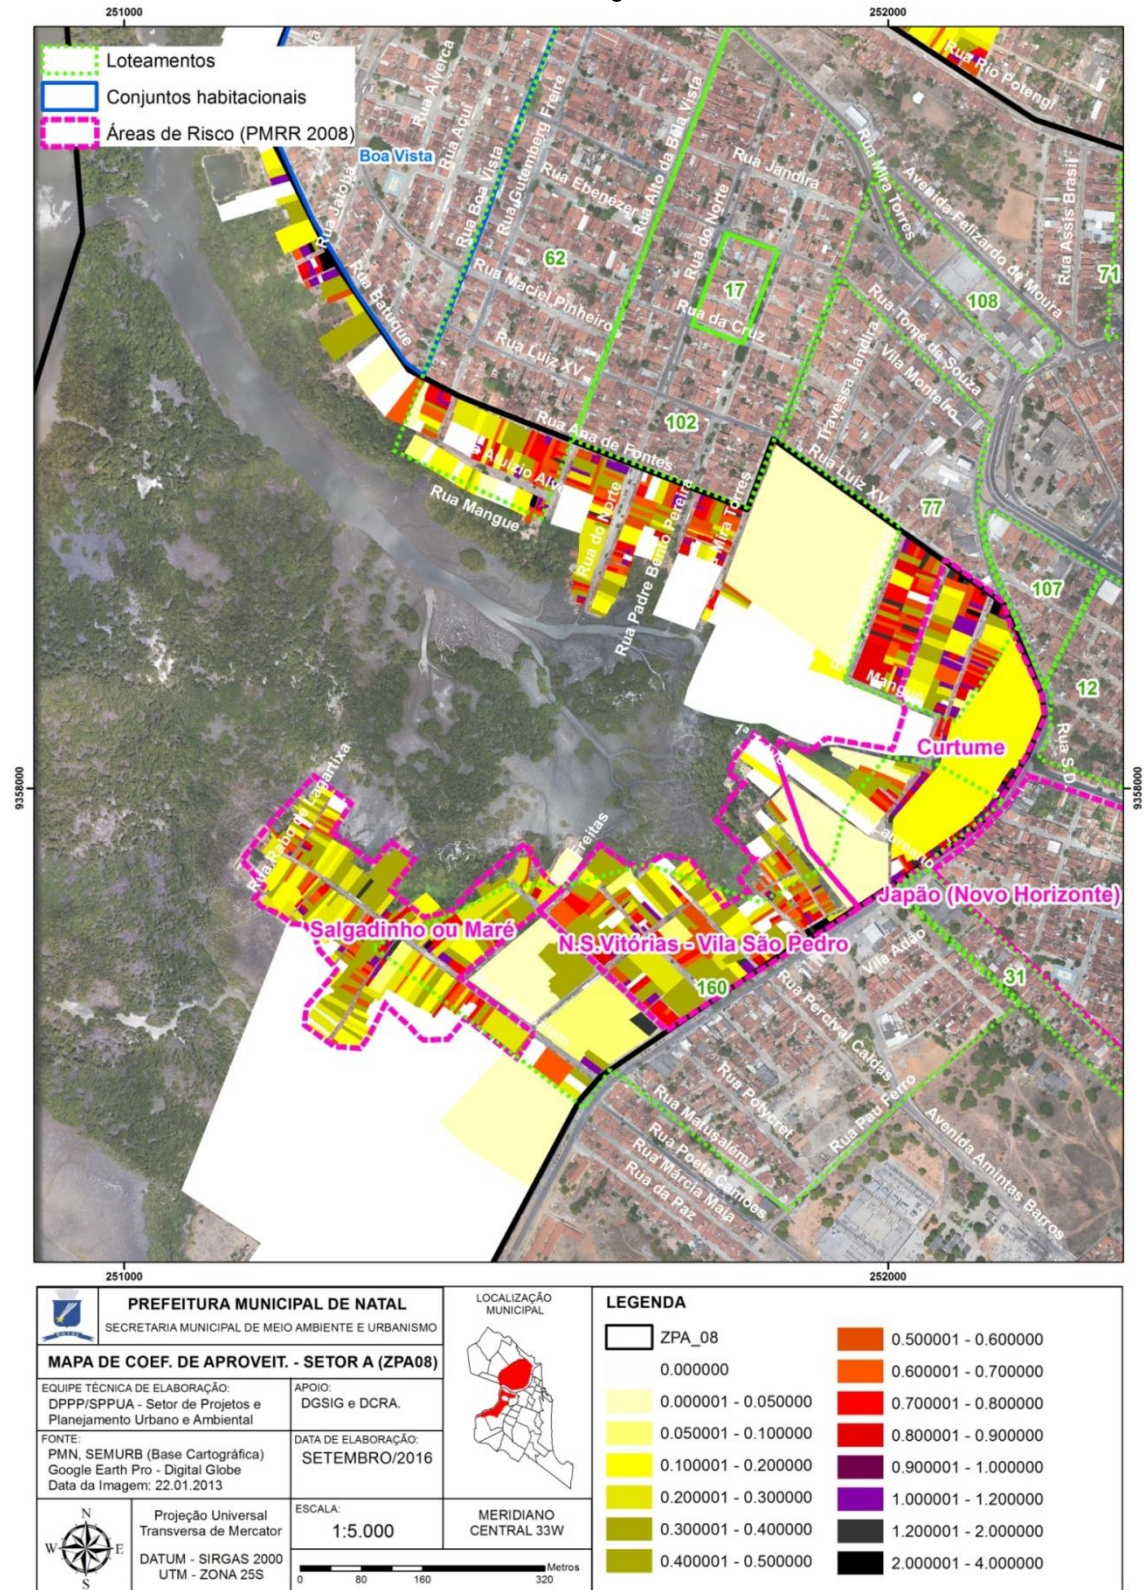 251000
252000
Loteamentos
Conjuntos habitacionais
Áreas de Risco (PMRR 2008)
Rua Rio Potengi
Rua Alverca
Rua Açuí
Boa Vista
Rua Boa Vista
Rua Gutemberg Freire
Rua Ebenézer
Rua Alto da Boa Vista
Rua Jandira
Rua do Norte
Rua Mira Torres
Avenida Felizardo de Moura
Rua Assis Brasil
71
62
17
108
Rua Batuque
Rua Maciel Pinheiro
Rua da Cruz
Rua Luiz XV
Rua Tome de Souza
Vila Monteiro
Travessa Jandira
102
Rua Ana de Fontes
Rua Luiz XV
77
Rua Mangue
Rua do Norte
Rua Padre Bento Pereira
Mira Torres
107
12
Mangue
Curtume
Rua S.D
9358000
9358000
Rua Rabo de Lagartixa
Freitas
Japão (Novo Horizonte)
Salgadinho ou Maré
N.S.Vitórias - Vila São Pedro
160
31
Vila Adão
Rua Percival Caldas
Rua Pau Ferro
Rua Polycret
Rua Matusalém
Rua Poeta Camões
Rua Márcia Maia
Rua da Paz
Avenida Amintas Barros
251000
252000
NATAL
PREFEITURA MUNICIPAL DE NATAL
SECRETARIA MUNICIPAL DE MEIO AMBIENTE E URBANISMO
MAPA DE COEF. DE APROVEIT. - SETOR A (ZPA08)
EQUIPE TÉCNICA DE ELABORAÇÃO:
DPPP/SPPUA - Setor de Projetos e
Planejamento Urbano e Ambiental
APOIO:
DGSIG e DCRA.
FONTE:
PMN, SEMURB (Base Cartográfica)
Google Earth Pro - Digital Globe
Data da Imagem: 22.01.2013
DATA DE ELABORAÇÃO:
SETEMBRO/2016
N
W E
S
Projeção Universal
Transversa de Mercator
DATUM - SIRGAS 2000
UTM - ZONA 25S
ESCALA:
1:5.000
MERIDIANO
CENTRAL 33W
Metros
0 80 160 320
LOCALIZAÇÃO
MUNICIPAL
LEGENDA
ZPA_08
0.000000
0.000001 - 0.050000
0.050001 - 0.100000
0.100001 - 0.200000
0.200001 - 0.300000
0.300001 - 0.400000
0.400001 - 0.500000
0.500001 - 0.600000
0.600001 - 0.700000
0.700001 - 0.800000
0.800001 - 0.900000
0.900001 - 1.000000
1.000001 - 1.200000
1.200001 - 2.000000
2.000001 - 4.000000